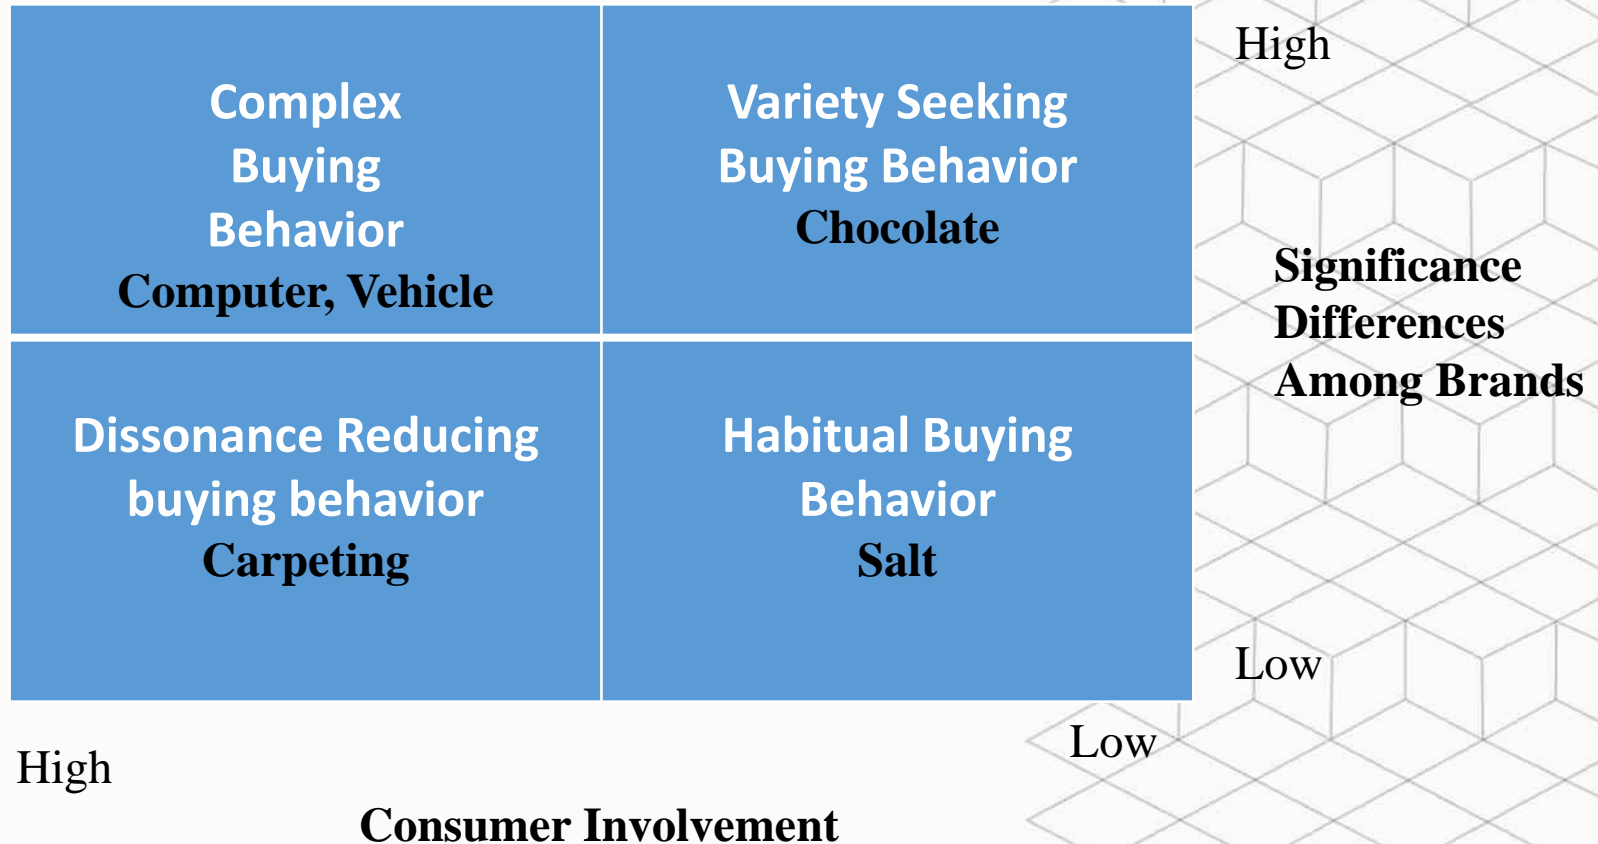 Complex
Buying
Behavior
Computer, Vehicle
Variety Seeking
Buying Behavior
Chocolate
Dissonance Reducing
buying behavior
Carpeting
Habitual Buying
Behavior
Salt
High
Significance
Differences
Among Brands
Low
High
Low
Consumer Involvement